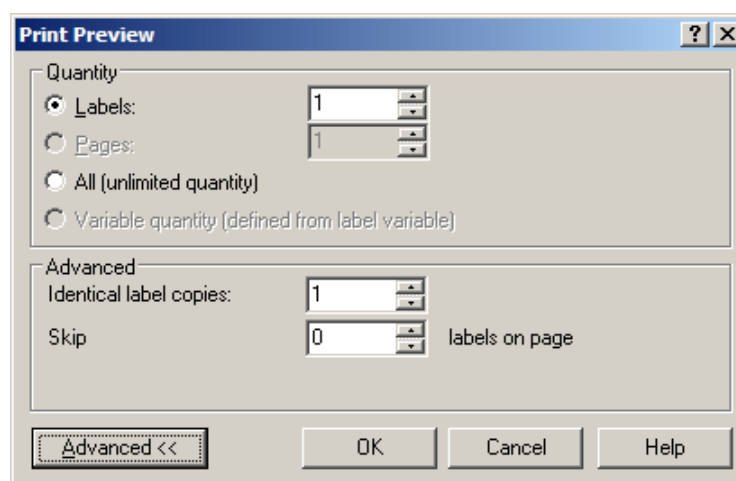 Print Preview
Quantity
Labels: 1
Pages: 1
All (unlimited quantity)
Variable quantity (defined from label variable)
Advanced
Identical label copies: 1
Skip 0 labels on page
Advanced << OK Cancel Help